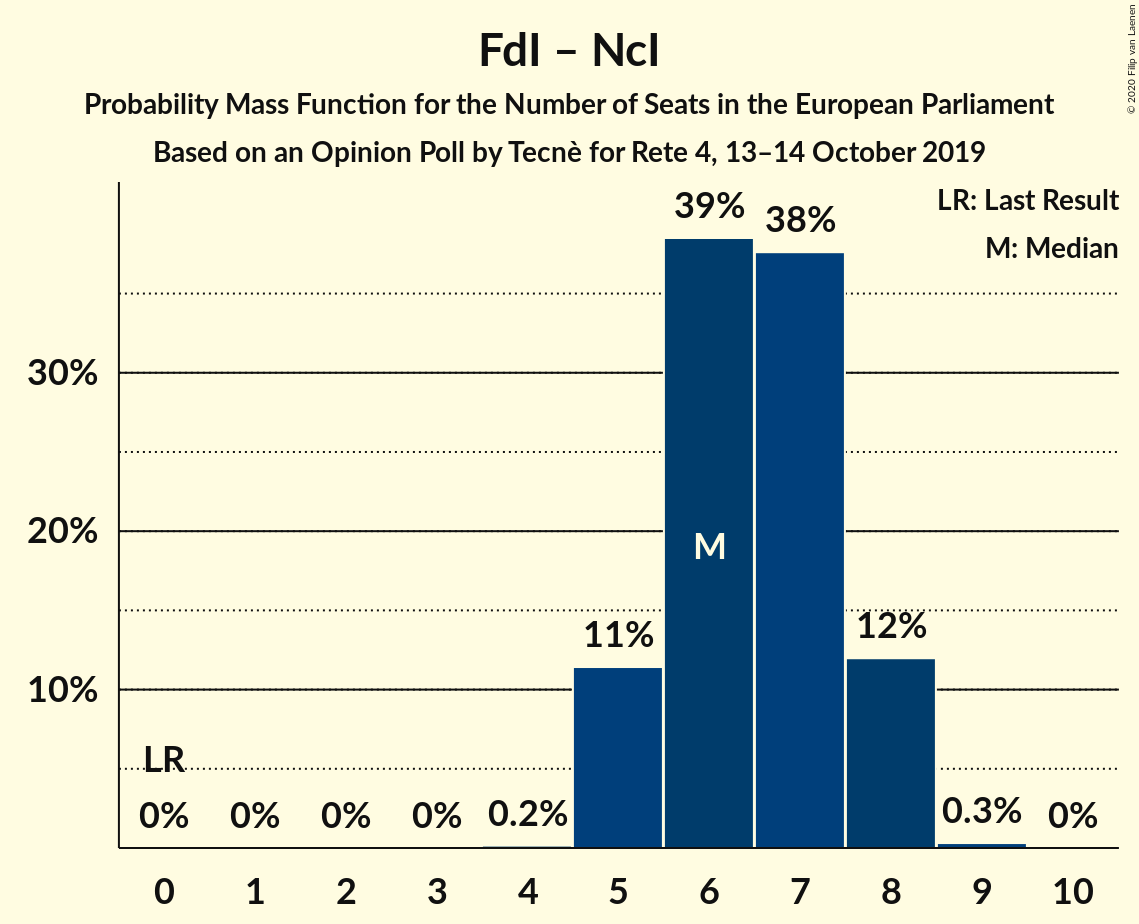 FdI – NcI
Probability Mass Function for the Number of Seats in the European Parliament
Based on an Opinion Poll by Tecnè for Rete 4, 13–14 October 2019
© 2020 Filip van Laenen
LR: Last Result
M: Median
39%
38%
30%
20%
M
11%
12%
10%
LR
0%
0%
0%
0%
0.2%
0.3%
0%
0 1 2 3 4 5 6 7 8 9 10